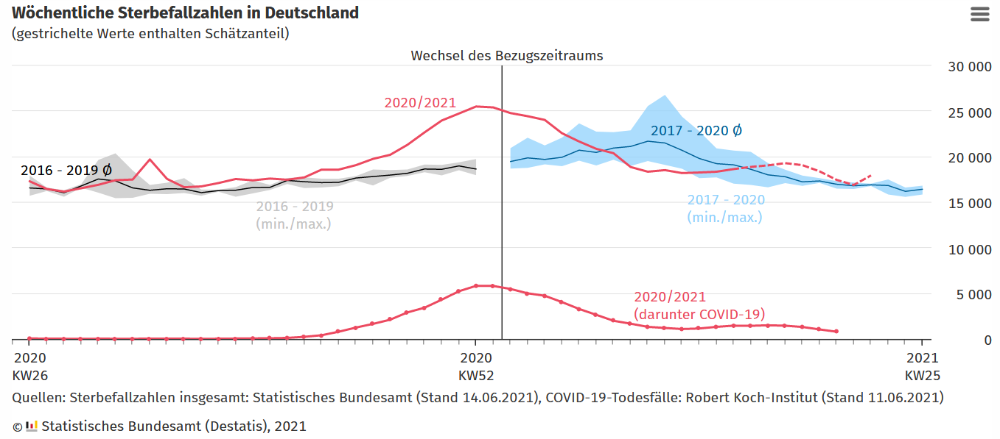 Wöchentliche Sterbefallzahlen in Deutschland
(gestrichelte Werte enthalten Schätzanteil)
Wechsel des Bezugszeitraums
30 000
2020/2021
25 000
2017 - 2020 Ø
20 000
2016 - 2019 Ø
2016 - 2019
(min./max.)
2017 - 2020
(min./max.)
15 000
10 000
2020/2021
(darunter COVID-19)
5 000
0
2020
KW26
2020
KW52
2021
KW25
Quellen: Sterbefallzahlen insgesamt: Statistisches Bundesamt (Stand 14.06.2021), COVID-19-Todesfälle: Robert Koch-Institut (Stand 11.06.2021)
© Statistisches Bundesamt (Destatis), 2021